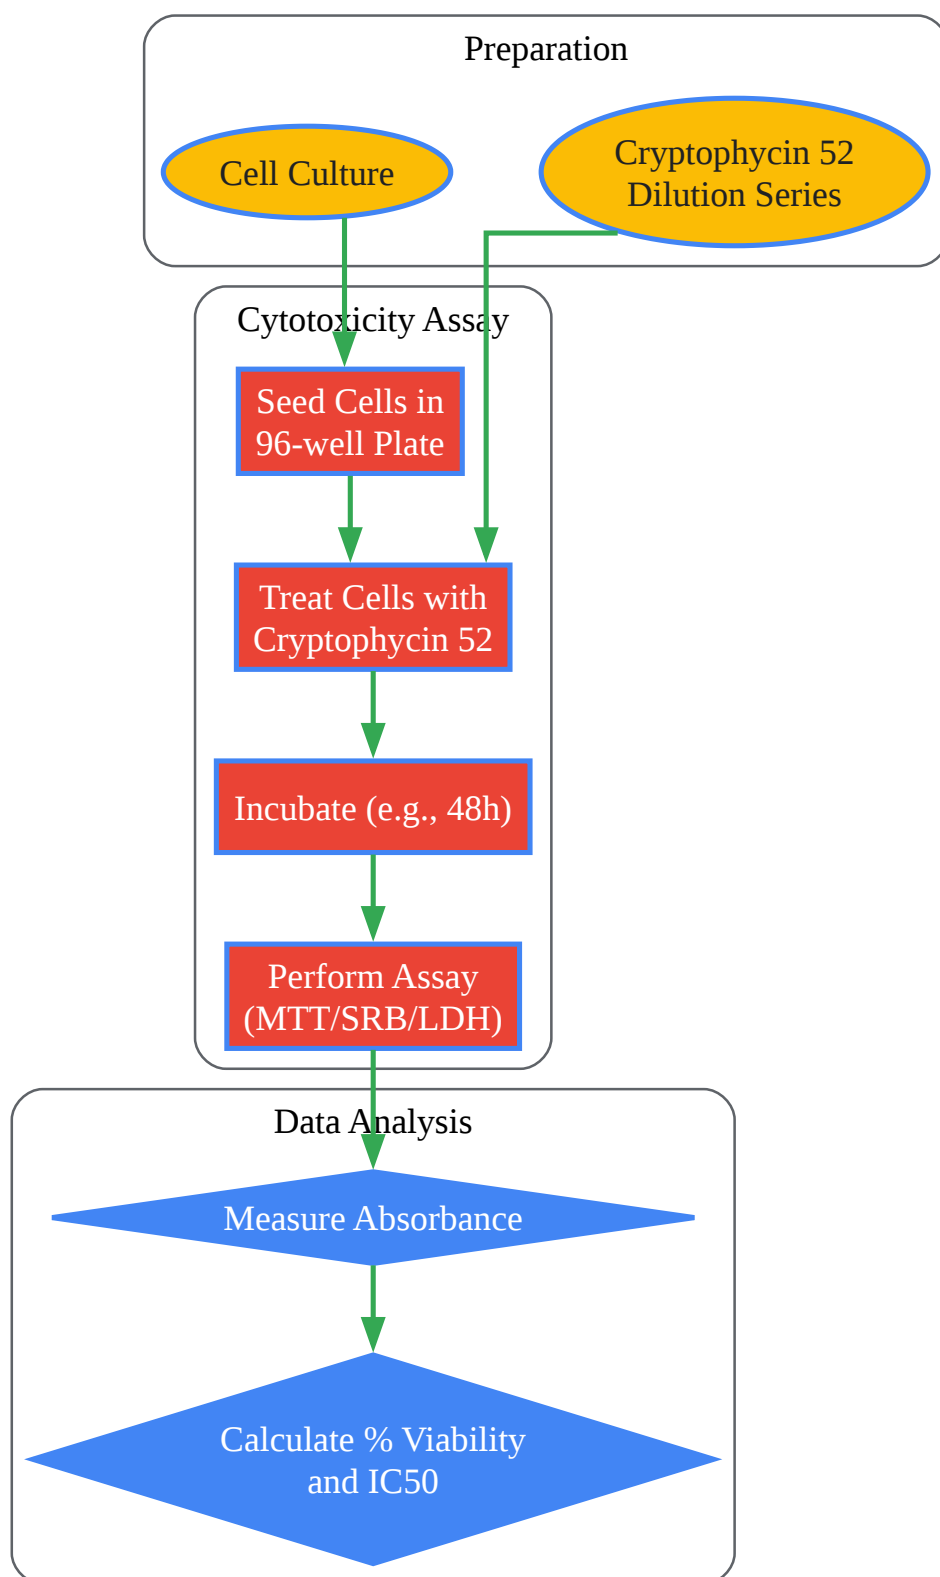 Preparation
Cell Culture
Cryptophycin 52
Dilution Series
Cytotoxicity Assay
Seed Cells in
96-well Plate
Treat Cells with
Cryptophycin 52
Incubate (e.g., 48h)
Perform Assay
(MTT/SRB/LDH)
Data Analysis
Measure Absorbance
Calculate % Viability
and IC50